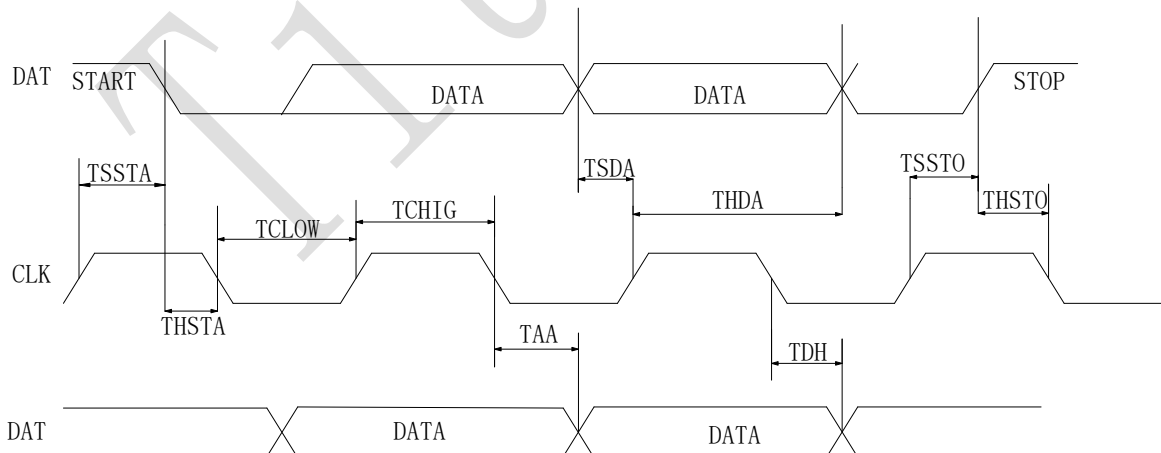 DAT START DATA DATA STOP
TSSTA TSDA TSSTO
THDA THSTO
TCLOW TCHIG
CLK
THSTA TAA TDH
DAT DATA DATA